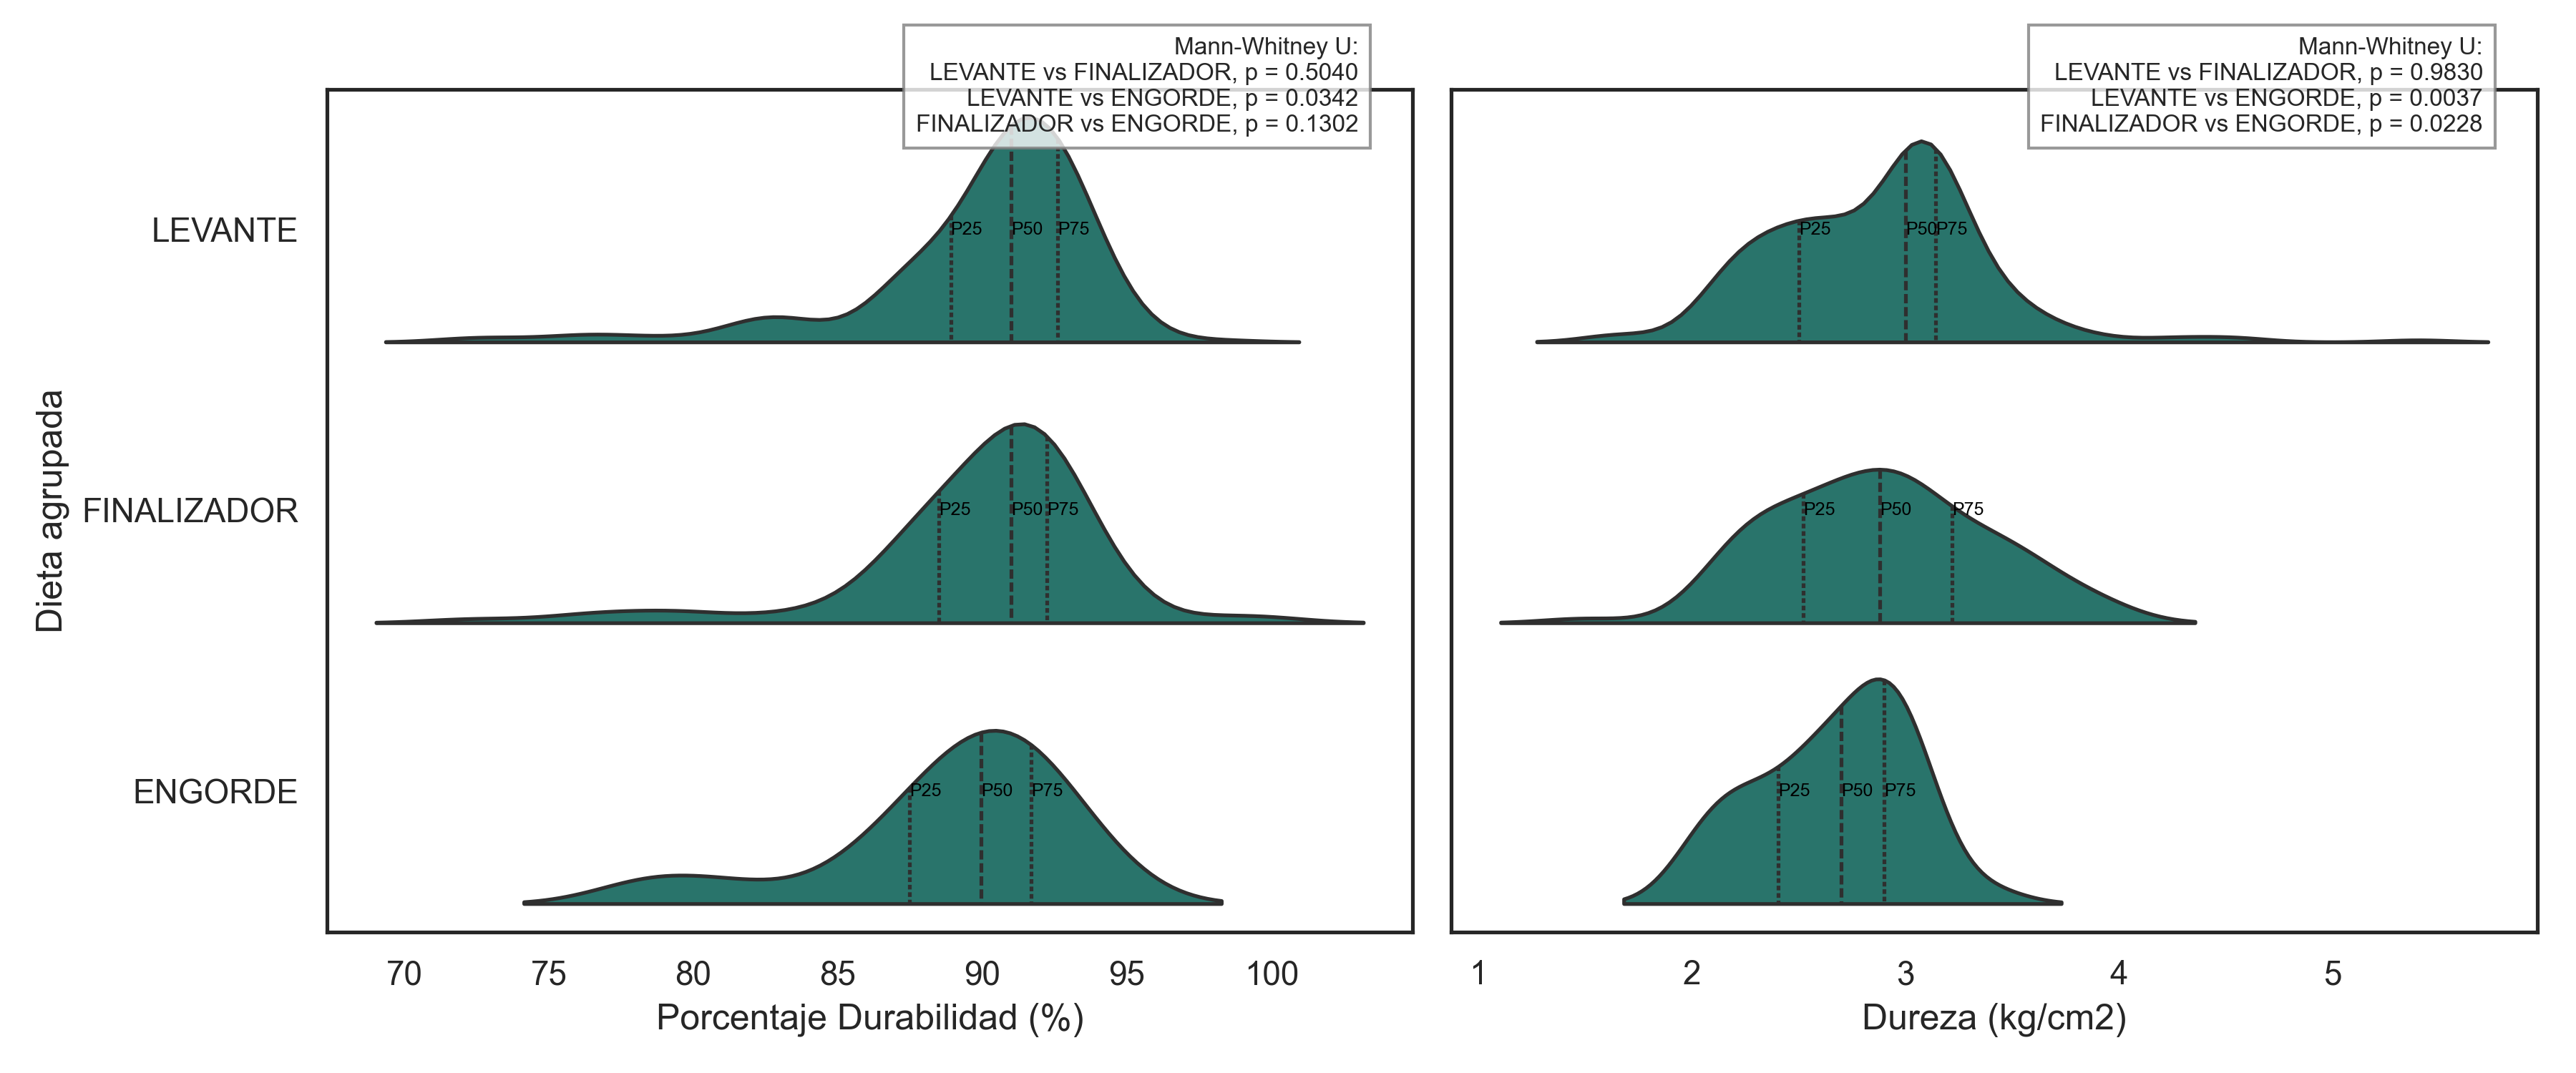 Mann-Whitney U:
LEVANTE vs FINALIZADOR, p = 0.5040
LEVANTE vs ENGORDE, p = 0.0342
FINALIZADOR vs ENGORDE, p = 0.1302
Mann-Whitney U:
LEVANTE vs FINALIZADOR, p = 0.9830
LEVANTE vs ENGORDE, p = 0.0037
FINALIZADOR vs ENGORDE, p = 0.0228
Dieta agrupada
LEVANTE
P25 P50 P75
P25 P50 P75
FINALIZADOR
P25 P50 P75
P25 P50 P75
ENGORDE
P25 P50 P75
P25 P50 P75
70 75 80 85 90 95 100
Porcentaje Durabilidad (%)
1 2 3 4 5
Dureza (kg/cm2)